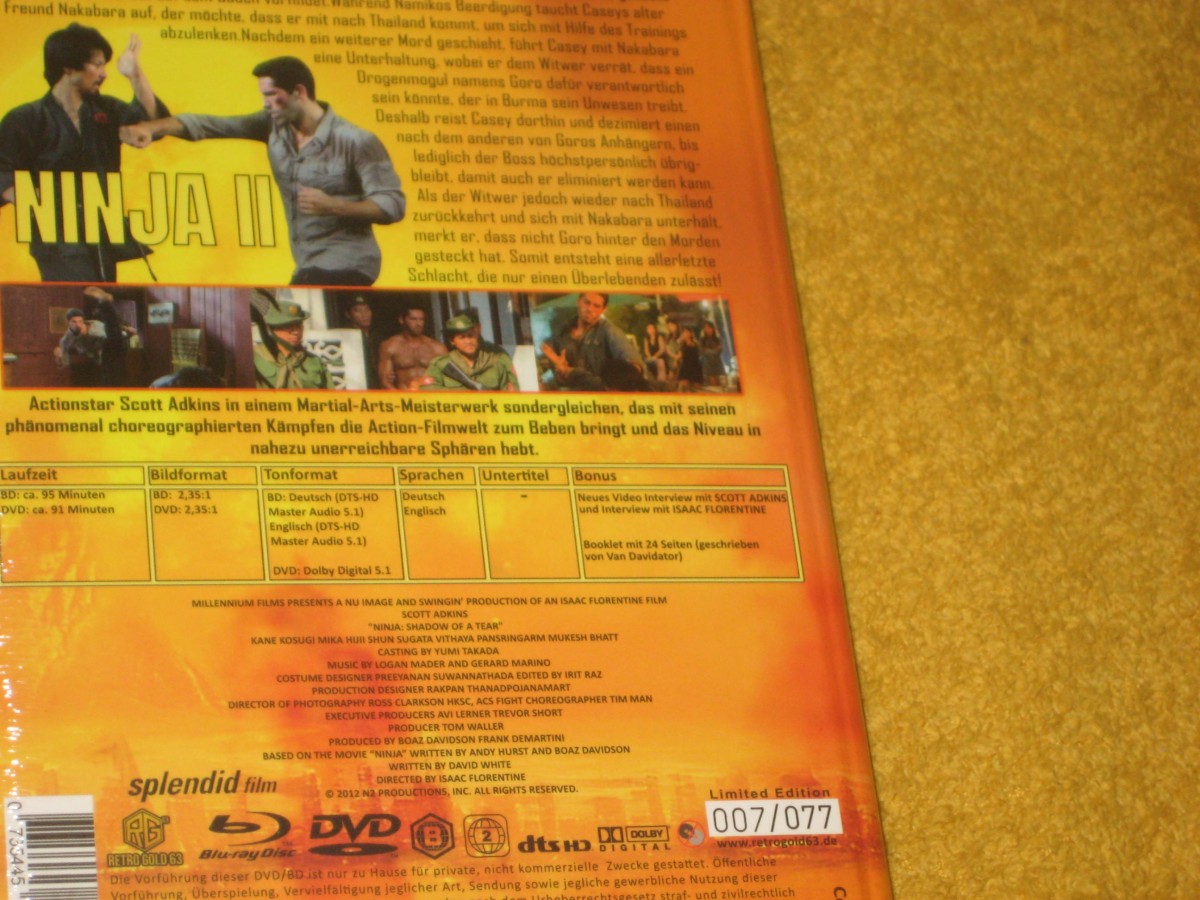 Während Namikos Beerdigung taucht Caseys alter
Freund Nakabara auf, der möchte, dass er mit nach Thailand kommt, um sich mit Hilfe des Trainings
abzulenken.Nachdem ein weiterer Mord geschieht, führt Casey mit Nakabara
eine Unterhaltung, wobei er dem Witwer verrät, dass ein
Drogenmogul namens Goro dafür verantwortlich
sein könnte, der in Burma sein Unwesen treibt.
Deshalb reist Casey dorthin und dezimiert einen
nach dem anderen von Goros Anhängern, bis
lediglich der Boss höchstpersönlich übrig-
bleibt, damit auch er eliminiert werden kann.
Als der Witwer jedoch wieder nach Thailand
zurückkehrt und sich mit Nakabara unterhält,
merkt er, dass nicht Goro hinter den Morden
gesteckt hat. Somit entsteht eine allerletzte
Schlacht, die nur einen Überlebenden zulässt!
NINJA II
Actionstar Scott Adkins in einem Martial-Arts-Meisterwerk sondergleichen, das mit seinen
phänomenal choreographierten Kämpfen die Action-Filmwelt zum Beben bringt und das Niveau in
nahezu unerreichbare Sphären hebt.
Laufzeit Bildformat Tonformat Sprachen Untertitel Bonus
BD: ca. 95 Minuten
DVD: ca. 91 Minuten
BD: 2,35:1
DVD: 2,35:1
BD: Deutsch (DTS-HD
Master Audio 5.1)
Englisch (DTS-HD
Master Audio 5.1)
DVD: Dolby Digital 5.1
Deutsch
Englisch
-
Neues Video Interview mit SCOTT ADKINS
und Interview mit ISAAC FLORENTINE
Booklet mit 24 Seiten (geschrieben
von Van Davidator)
MILLENNIUM FILMS PRESENTS A NU IMAGE AND SWINGIN' PRODUCTION OF AN ISAAC FLORENTINE FILM
SCOTT ADKINS
"NINJA: SHADOW OF A TEAR"
KANE KOSUGI MIKA HIJII SHUN SUGATA VITHAYA PANSRINGARM MUKESH BHATT
CASTING BY YUMI TAKADA
MUSIC BY LOGAN MADER AND GERARD MARINO
COSTUME DESIGNER PREEYANAN SUWANNATHADA EDITED BY IRIT RAZ
PRODUCTION DESIGNER RAKPAN THANADPOJANAMART
DIRECTOR OF PHOTOGRAPHY ROSS CLARKSON HKSC, ACS FIGHT CHOREOGRAPHER TIM MAN
EXECUTIVE PRODUCERS AVI LERNER TREVOR SHORT
PRODUCER TOM WALLER
PRODUCED BY BOAZ DAVIDSON FRANK DEMARTINI
BASED ON THE MOVIE "NINJA" WRITTEN BY ANDY HURST AND BOAZ DAVIDSON
WRITTEN BY DAVID WHITE
DIRECTED BY ISAAC FLORENTINE
© 2012 N2 PRODUCTIONS, INC. ALL RIGHTS RESERVED.
splendid film
Limited Edition
007/077
www.retrogold63.de
RG
RETRO GOLD 63
Blu-ray Disc
DVD
B
2
dts HD
DOLBY
DIGITAL
Die Vorführung dieser DVD/BD ist nur zu Hause für private, nicht kommerzielle Zwecke gestattet. Öffentliche
Vorführung, Überspielung, Vervielfältigung jeglicher Art, Sendung sowie jegliche gewerbliche Nutzung dieser
straf- und zivilrechtlich